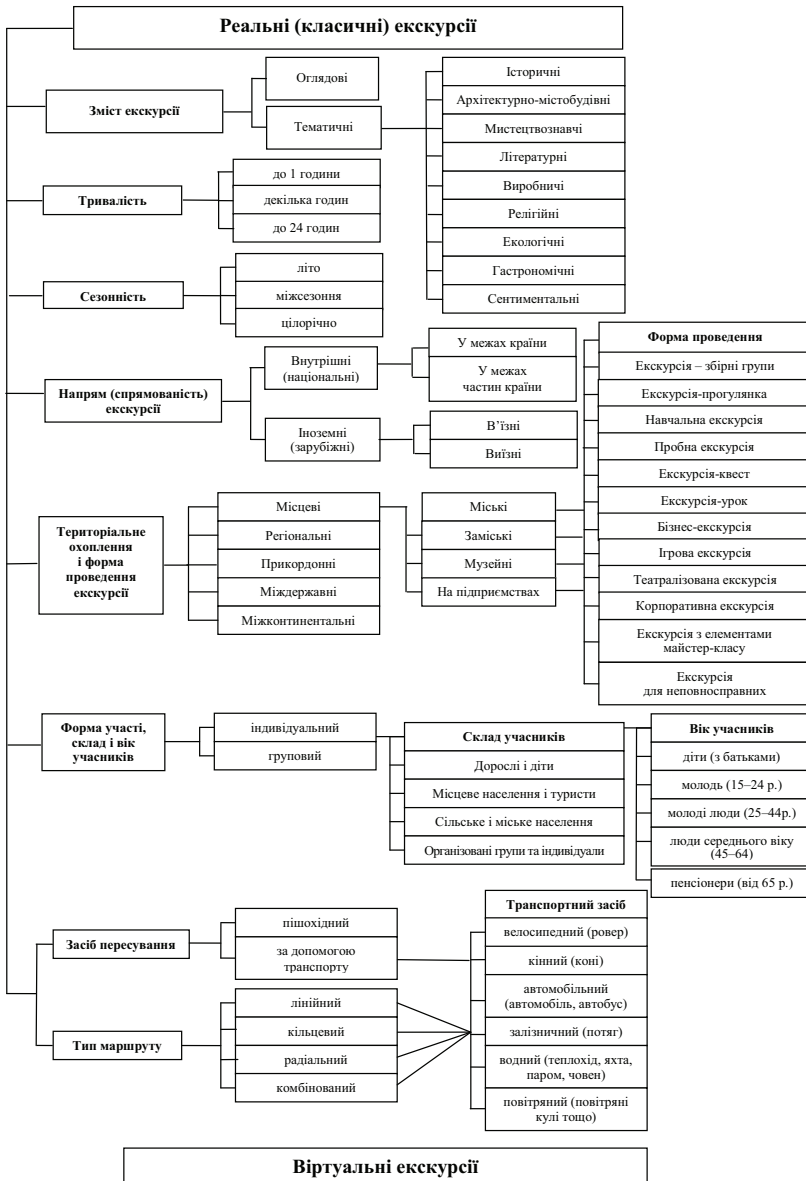 Реальні (класичні) екскурсії
Зміст екскурсії
Оглядові
Тематичні
Історичні
Архітектурно-містобудівні
Мистецтвознавчі
Літературні
Виробничі
Релігійні
Екологічні
Гастрономічні
Сентиментальні
Тривалість
до 1 години
декілька годин
до 24 годин
Сезонність
літо
міжсезоння
цілорічно
Напрям (спрямованість)
екскурсії
Внутрішні
(національні)
У межах країни
У межах
частин країни
Іноземні
(зарубіжні)
В’їзні
Виїзні
Територіальне
охоплення
і форма
проведення
екскурсії
Місцеві
Регіональні
Прикордонні
Міждержавні
Міжконтинентальні
Міські
Заміські
Музейні
На підприємствах
Форма проведення
Екскурсія – збірні групи
Екскурсія-прогулянка
Навчальна екскурсія
Пробна екскурсія
Екскурсія-квест
Екскурсія-урок
Бізнес-екскурсія
Ігрова екскурсія
Театралізована екскурсія
Корпоративна екскурсія
Екскурсія з елементами
майстер-класу
Екскурсія
для неповносправних
Форма участі,
склад і вік
учасників
індивідуальний
груповий
Склад учасників
Дорослі і діти
Місцеве населення і туристи
Сільське і міське населення
Організовані групи та індивідуали
Вік учасників
діти (з батьками)
молодь (15–24 р.)
молоді люди (25–44р.)
люди середнього віку
(45–64)
пенсіонери (від 65 р.)
Засіб пересування
пішохідний
за допомогою
транспорту
Тип маршруту
лінійний
кільцевий
радіальний
комбінований
Транспортний засіб
велосипедний (ровер)
кінний (коні)
автомобільний
(автомобіль, автобус)
залізничний (потяг)
водний (теплохід, яхта,
паром, човен)
повітряний (повітряні
кулі тощо)
Віртуальні екскурсії